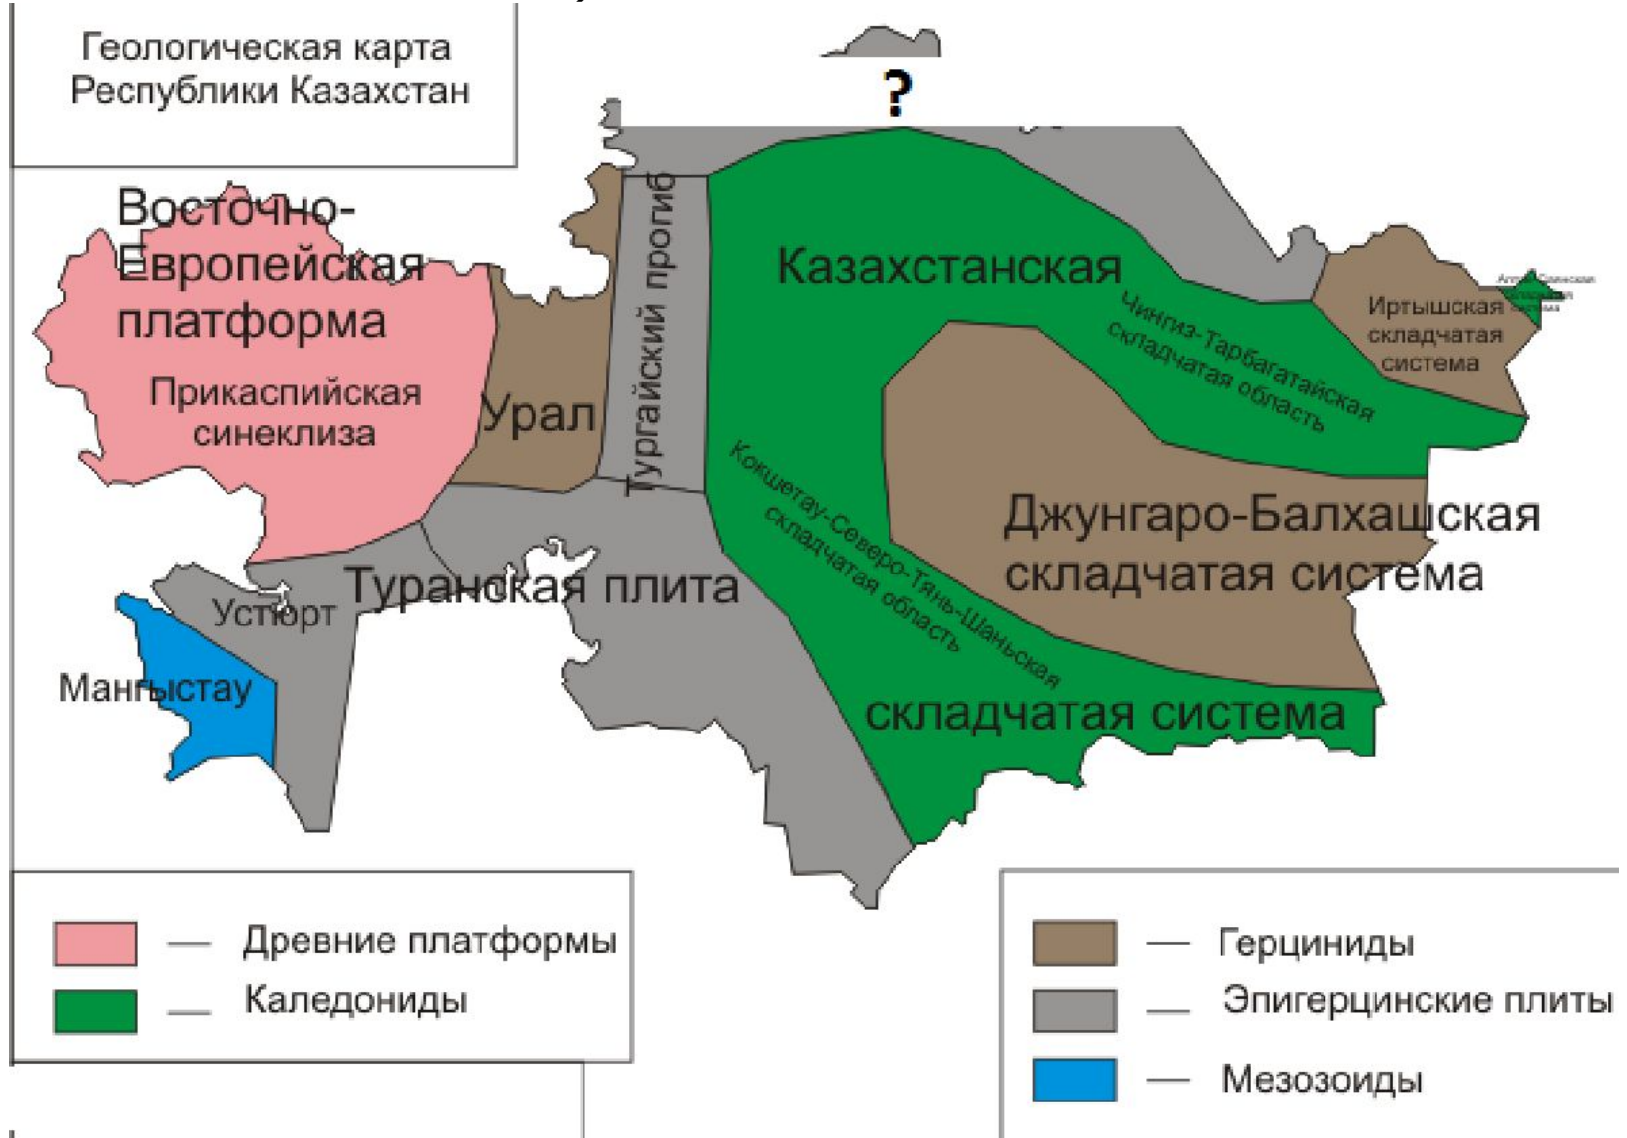 Геологическая карта
Республики Казахстан
?
Восточно-
Европейская
платформа
Прикаспийская
синеклиза
Урал
Тургайский прогиб
Казахстанская
Чингиз-Тарбагатайская
складчатая область
Иртышская
складчатая
система
Кокшетау-Северо-Тянь-Шаньская
складчатая область
Джунгаро-Балхашская
складчатая система
Туранская плита
Устюрт
Мангыстау
складчатая система
— Древние платформы
— Каледониды
— Герциниды
— Эпигерцинские плиты
— Мезозоиды